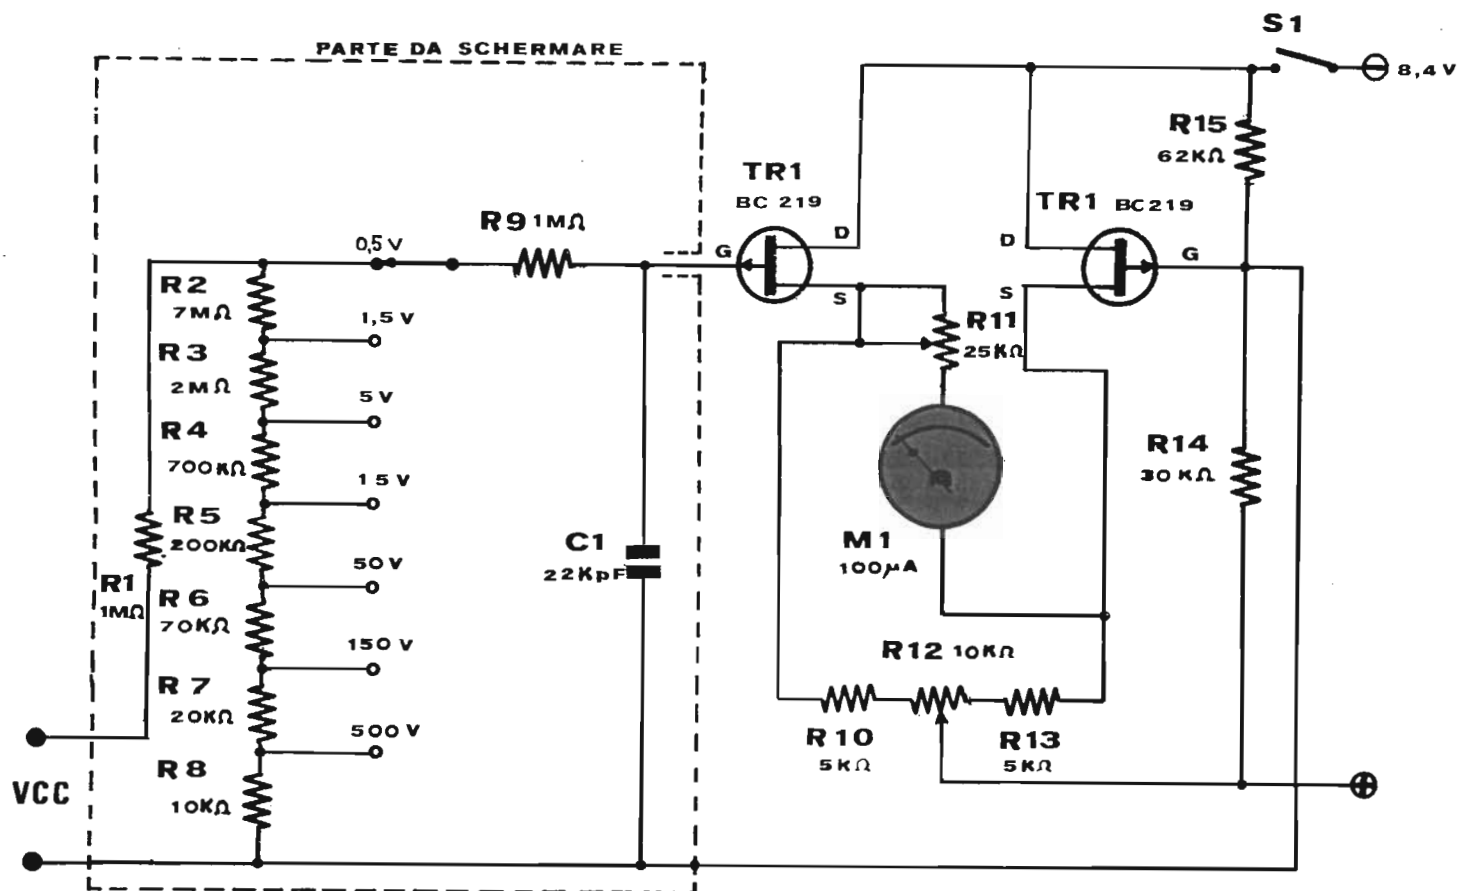 PARTE DA SCHERMARE
S1
8,4 V
R15
62KΩ
TR1
BC 219
TR1 BC219
R9 1MΩ
0,5 V
G
D
S
D
G
S
R2
7MΩ
1,5 V
R11
25KΩ
R3
2MΩ
5 V
R4
700KΩ
15 V
R14
30KΩ
R5
200KΩ
50 V
C1
22KpF
M1
100µA
R1
1MΩ
R6
70KΩ
150 V
R12 10KΩ
R7
20KΩ
500 V
R10
5KΩ
R13
5KΩ
R8
10KΩ
VCC